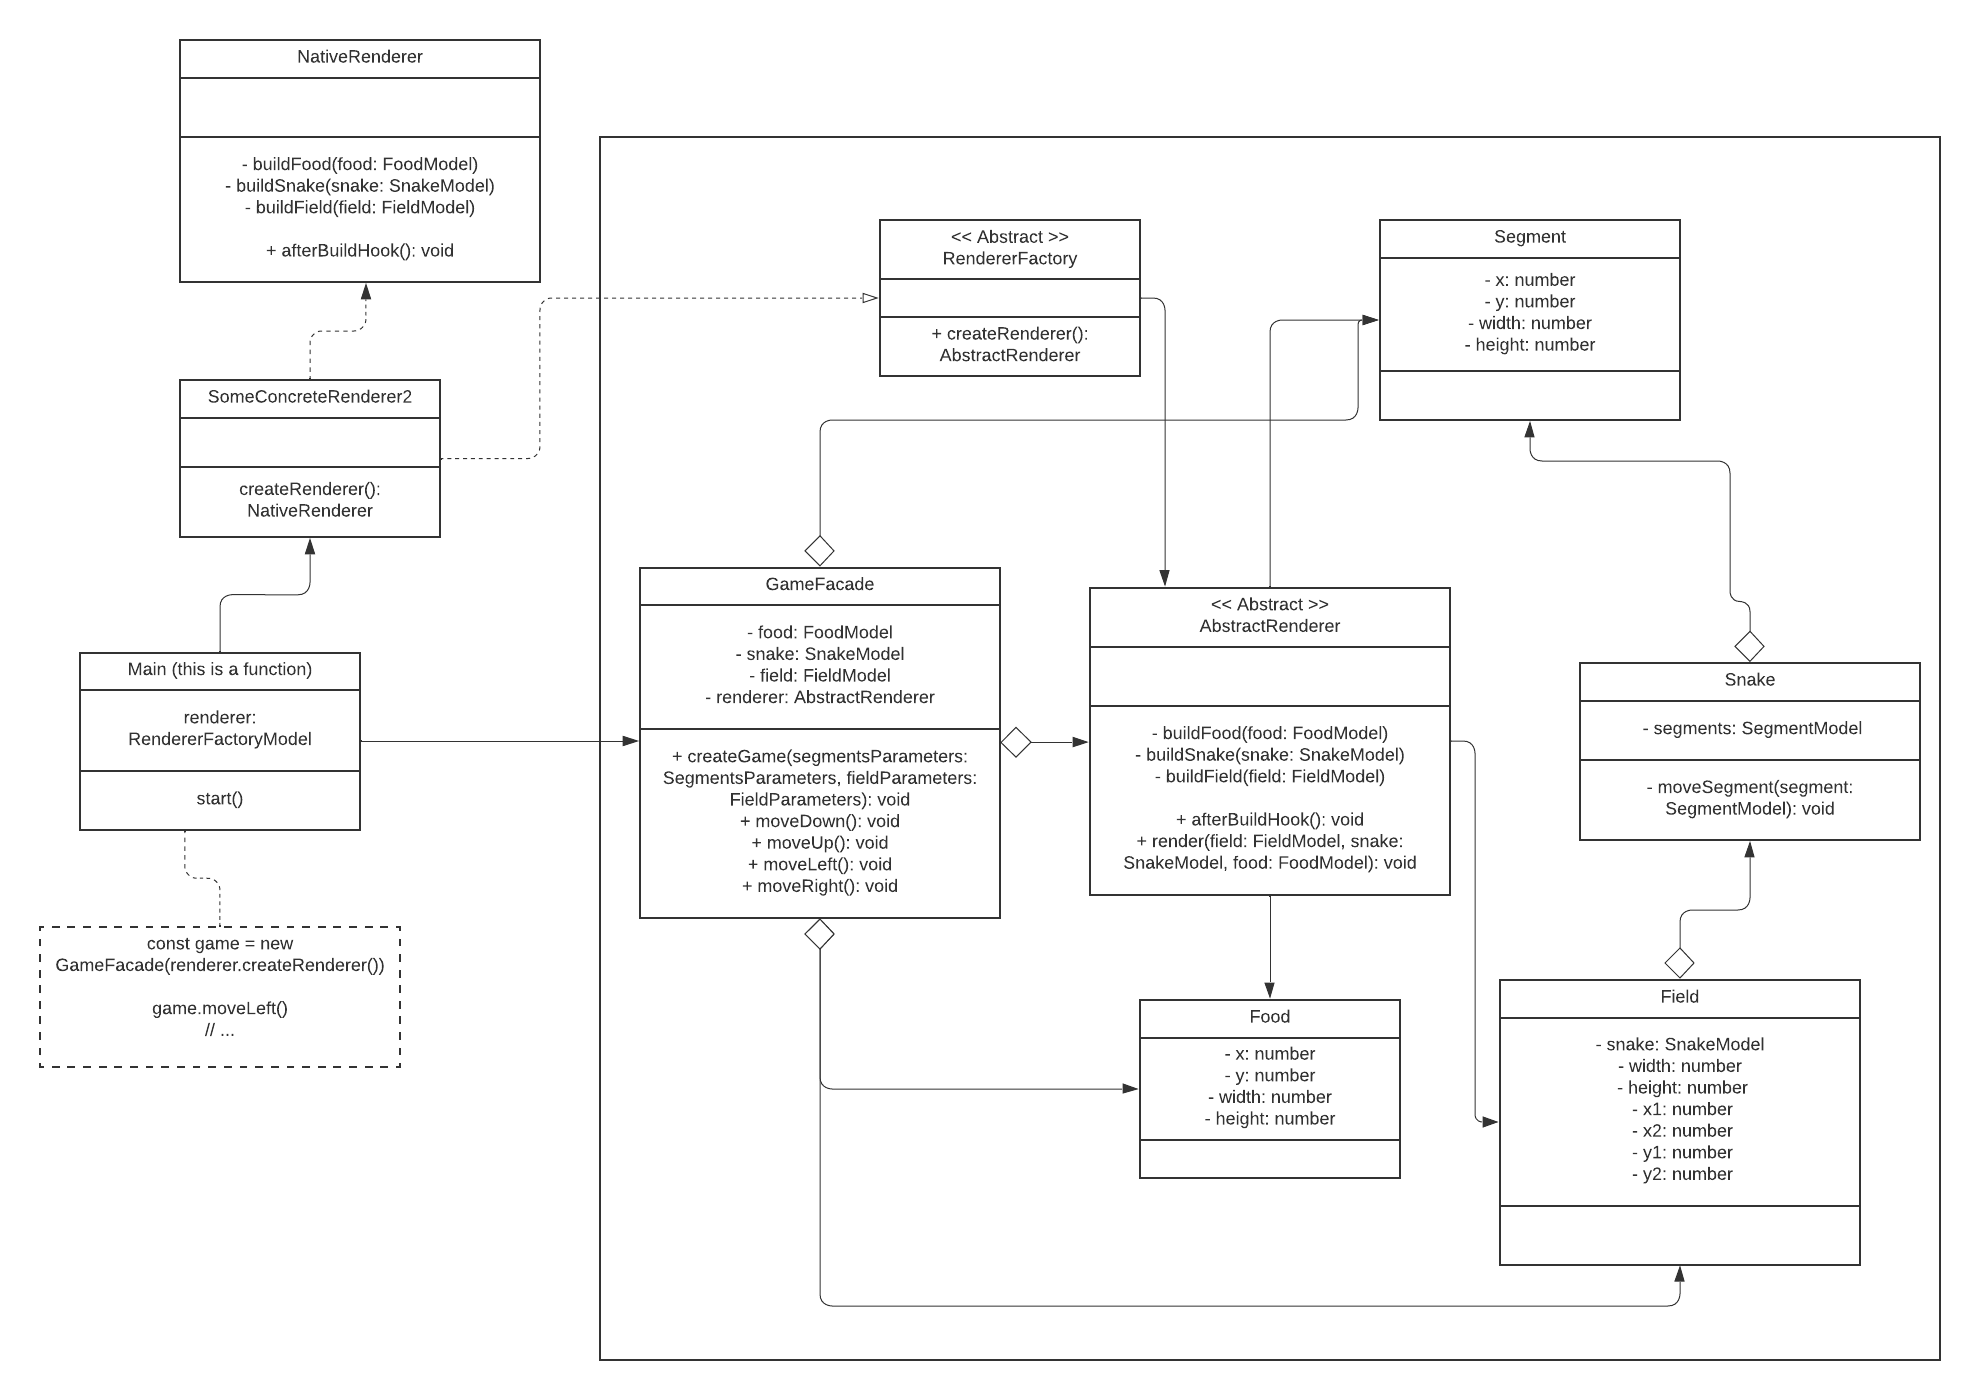 NativeRenderer
- buildFood(food: FoodModel)
- buildSnake(snake: SnakeModel)
- buildField(field: FieldModel)
+ afterBuildHook(): void
SomeConcreteRenderer2
createRenderer():
NativeRenderer
Main (this is a function)
renderer:
RendererFactoryModel
start()
const game = new
GameFacade(renderer.createRenderer())
game.moveLeft()
// ...
<< Abstract >>
RendererFactory
+ createRenderer():
AbstractRenderer
Segment
- x: number
- y: number
- width: number
- height: number
GameFacade
- food: FoodModel
- snake: SnakeModel
- field: FieldModel
- renderer: AbstractRenderer
+ createGame(segmentsParameters:
SegmentsParameters, fieldParameters:
FieldParameters): void
+ moveDown(): void
+ moveUp(): void
+ moveLeft(): void
+ moveRight(): void
<< Abstract >>
AbstractRenderer
- buildFood(food: FoodModel)
- buildSnake(snake: SnakeModel)
- buildField(field: FieldModel)
+ afterBuildHook(): void
+ render(field: FieldModel, snake:
SnakeModel, food: FoodModel): void
Snake
- segments: SegmentModel
- moveSegment(segment:
SegmentModel): void
Food
- x: number
- y: number
- width: number
- height: number
Field
- snake: SnakeModel
- width: number
- height: number
- x1: number
- x2: number
- y1: number
- y2: number